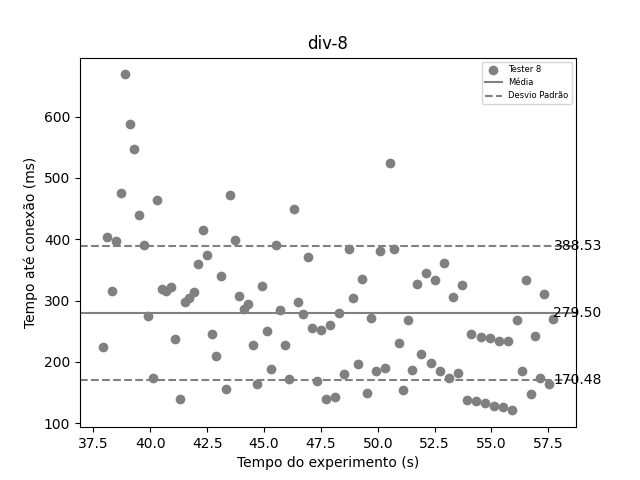 div-8
Tester 8
Média
Desvio Padrão
600
500
400
300
200
100
388.53
279.50
170.48
Tempo até conexão (ms)
37.5 40.0 42.5 45.0 47.5 50.0 52.5 55.0 57.5
Tempo do experimento (s)